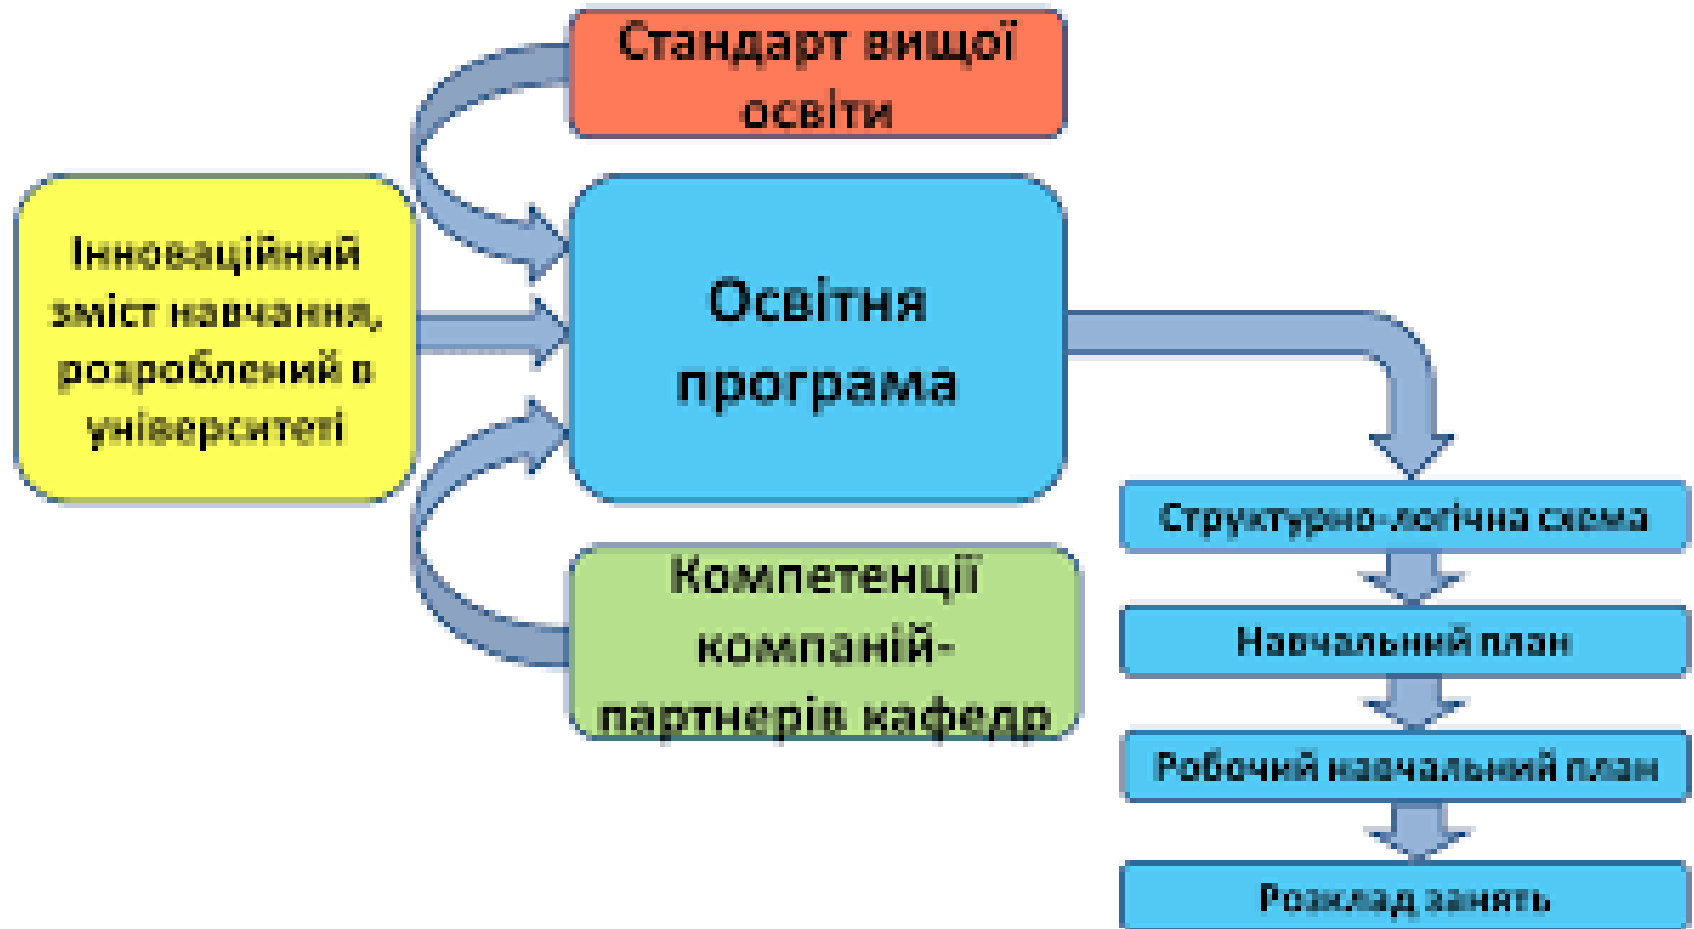 Стандарт вищої
освіти
Інноваційний
зміст навчання,
розроблений в
університеті
Освітня
програма
Компетенції
компаній-
партнерів кафедр
Структурно-логічна схема
Навчальний план
Робочий навчальний план
Розклад занять